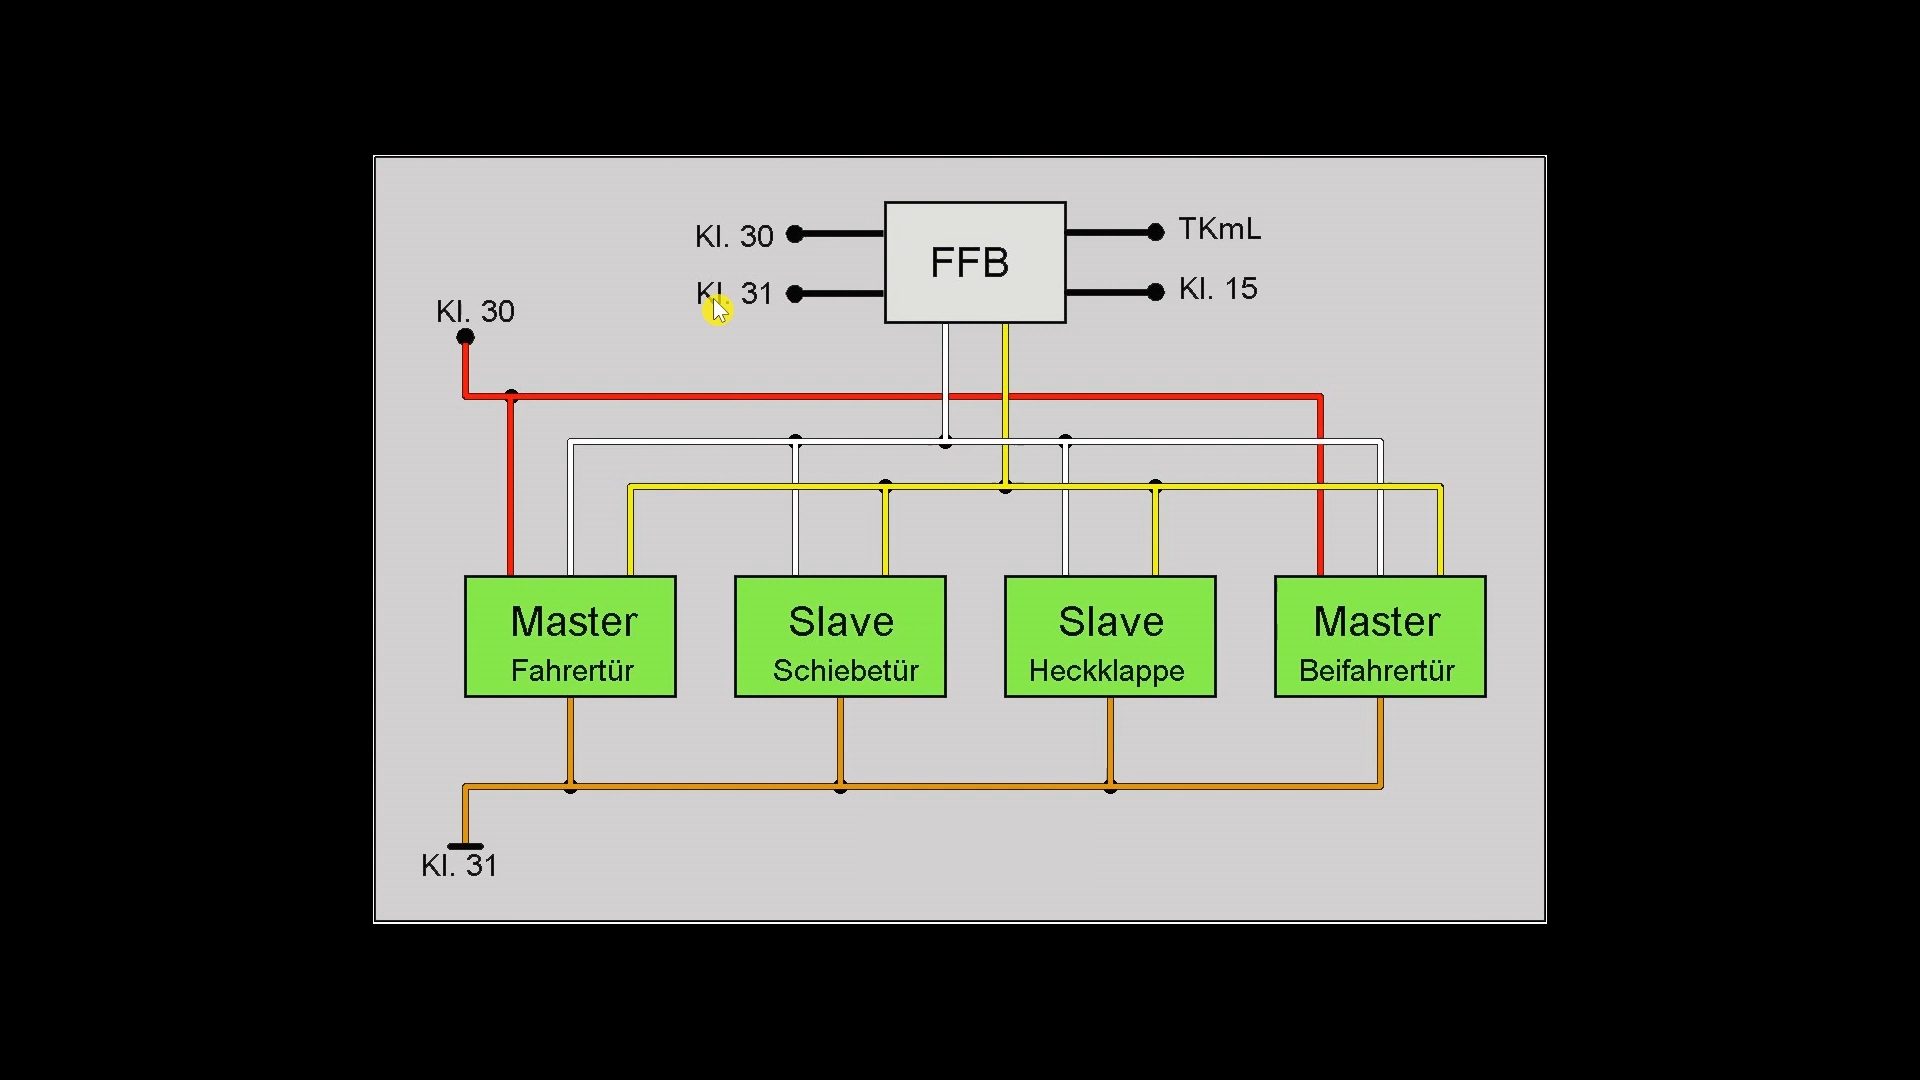 Kl. 30
TKmL
FFB
Kl. 31
Kl. 15
Kl. 30
Master
Fahrertür
Slave
Schiebetür
Slave
Heckklappe
Master
Beifahrertür
Kl. 31